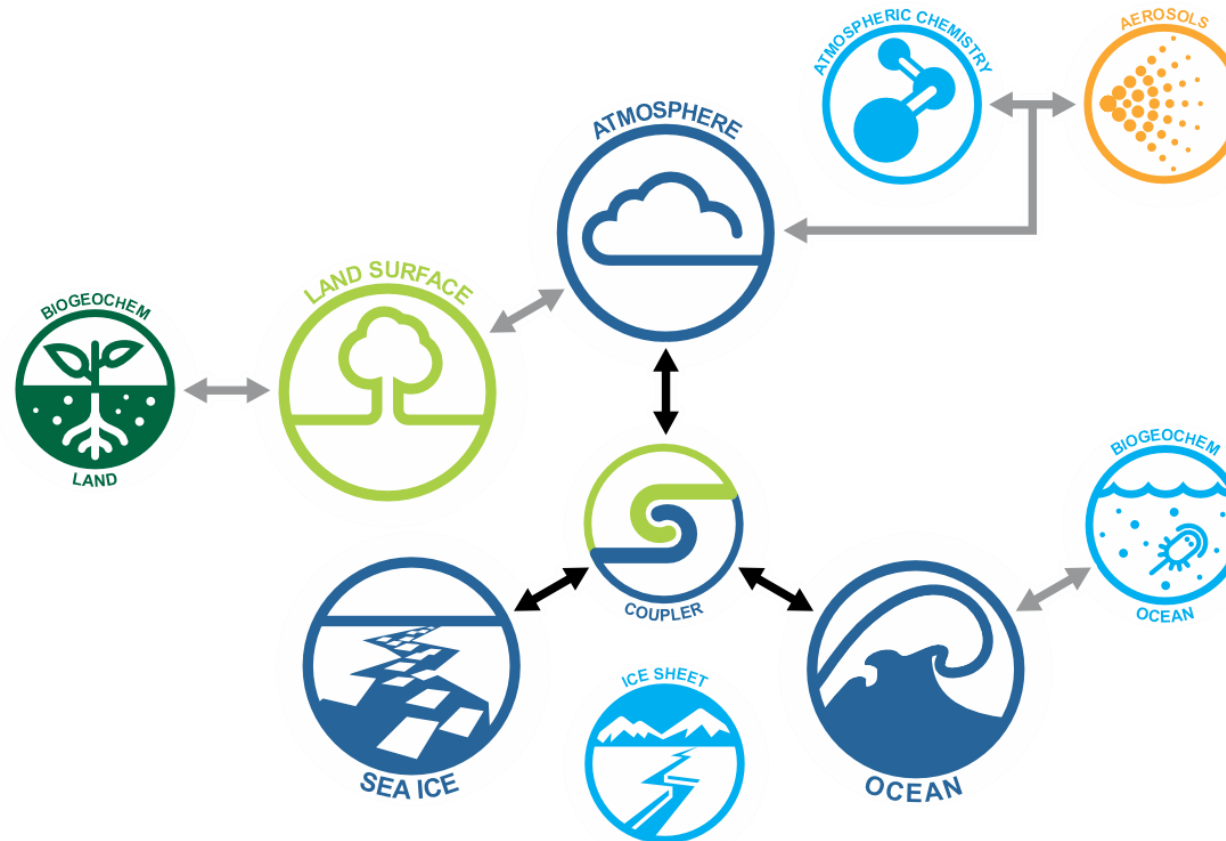 ATMOSPHERIC CHEMISTRY
AEROSOLS
ATMOSPHERE
LAND SURFACE
BIOGEOCHEM
LAND
BIOGEOCHEM
OCEAN
COUPLER
ICE SHEET
SEA ICE
OCEAN